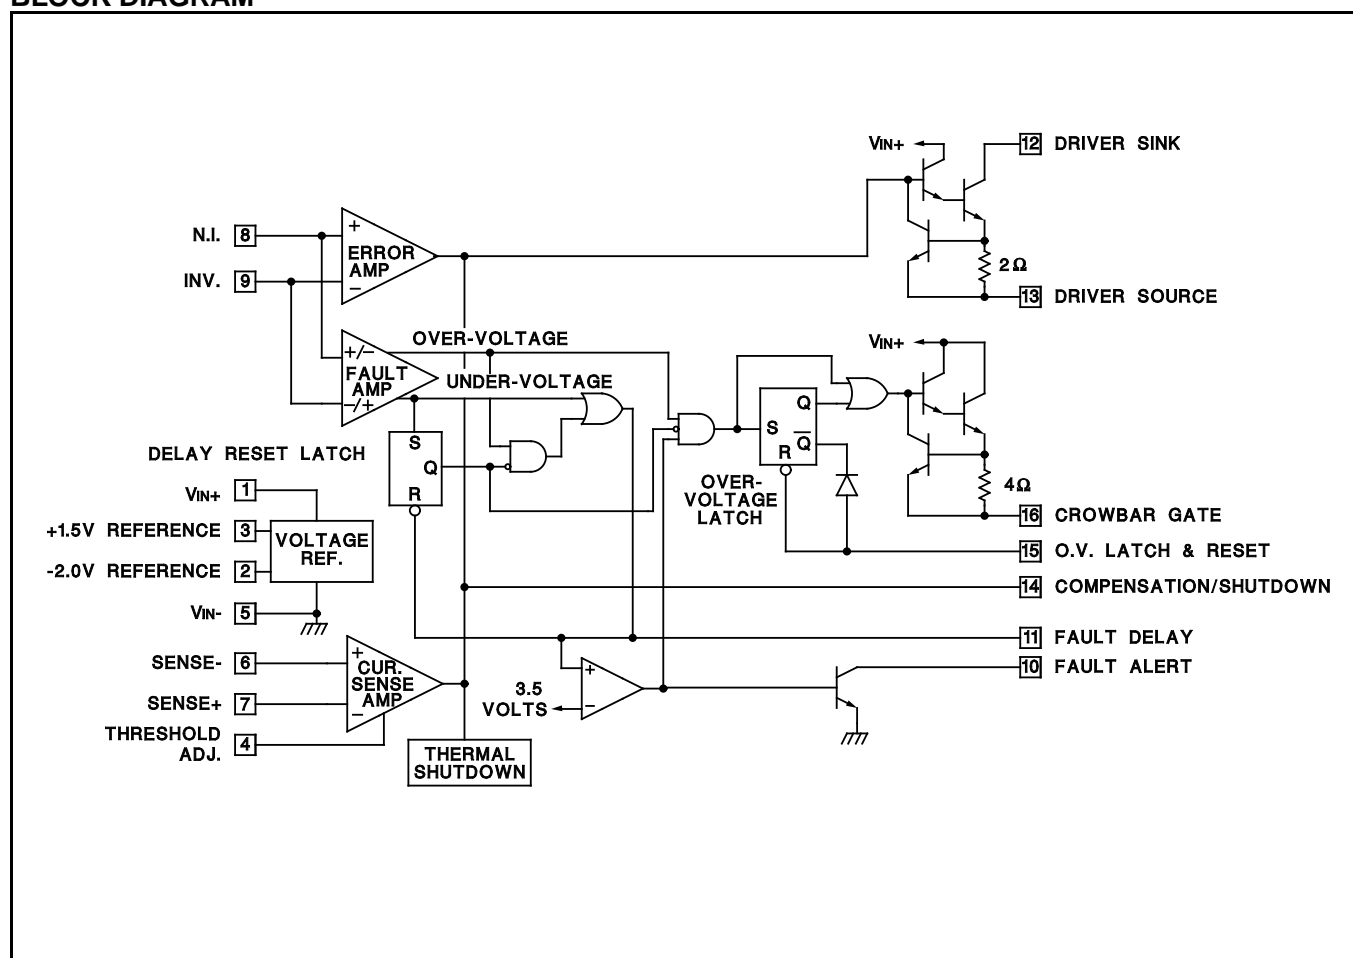 BLOCK DIAGRAM
VIN+
12 DRIVER SINK
N.I. 8
+
ERROR
AMP
INV. 9
–
2Ω
13 DRIVER SOURCE
OVER-VOLTAGE
VIN+
+/–
FAULT
AMP
–/+
UNDER-VOLTAGE
S
Q
R
S
Q
Q
R
DELAY RESET LATCH
OVER-
VOLTAGE
LATCH
4Ω
16 CROWBAR GATE
VIN+ 1
+1.5V REFERENCE 3
VOLTAGE
REF.
-2.0V REFERENCE 2
VIN- 5
15 O.V. LATCH & RESET
14 COMPENSATION/SHUTDOWN
11 FAULT DELAY
10 FAULT ALERT
SENSE- 6
+
CUR.
SENSE
AMP
–
SENSE+ 7
THRESHOLD
ADJ. 4
3.5
VOLTS
+
–
THERMAL
SHUTDOWN